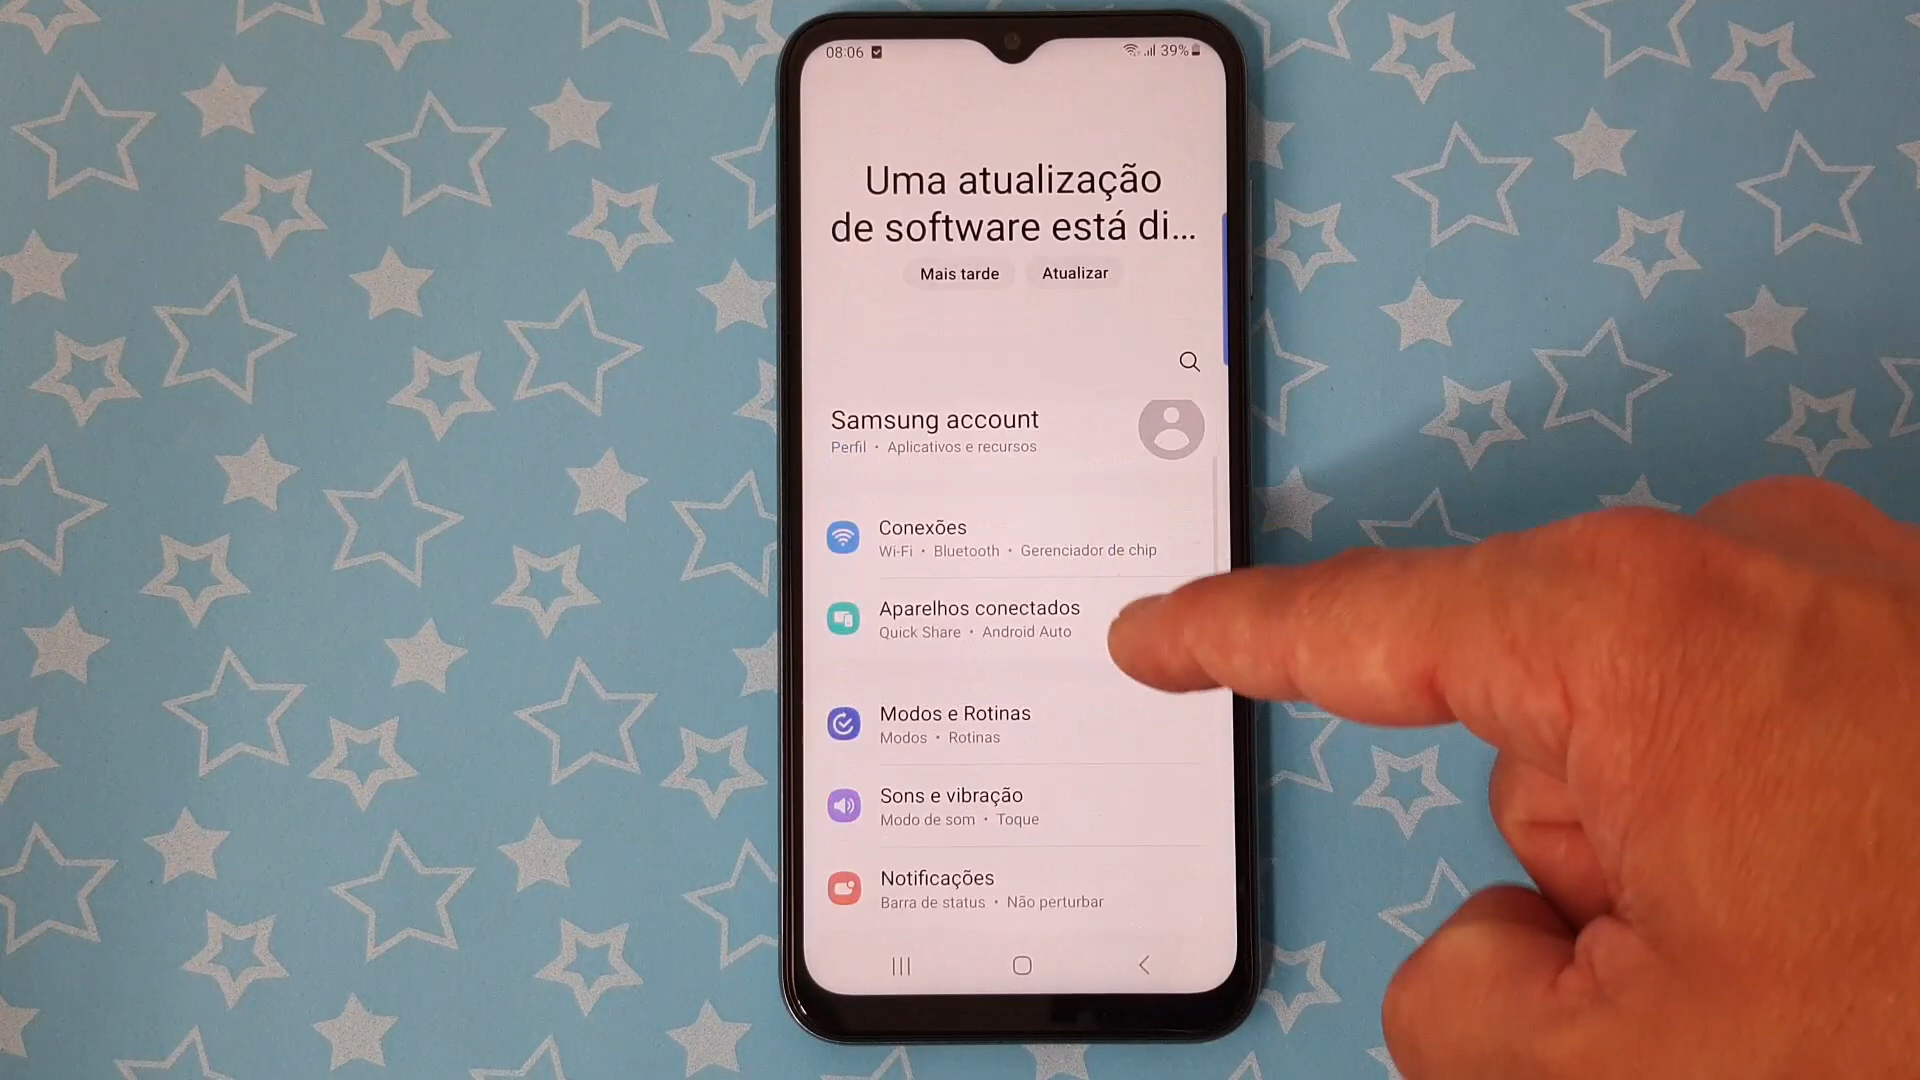 08:06
39%
Uma atualização
de software está di...
Mais tarde
Atualizar
Samsung account
Perfil • Aplicativos e recursos
Conexões
Wi-Fi • Bluetooth • Gerenciador de chip
Aparelhos conectados
Quick Share • Android Auto
Modos e Rotinas
Modos • Rotinas
Sons e vibração
Modo de som • Toque
Notificações
Barra de status • Não perturbar